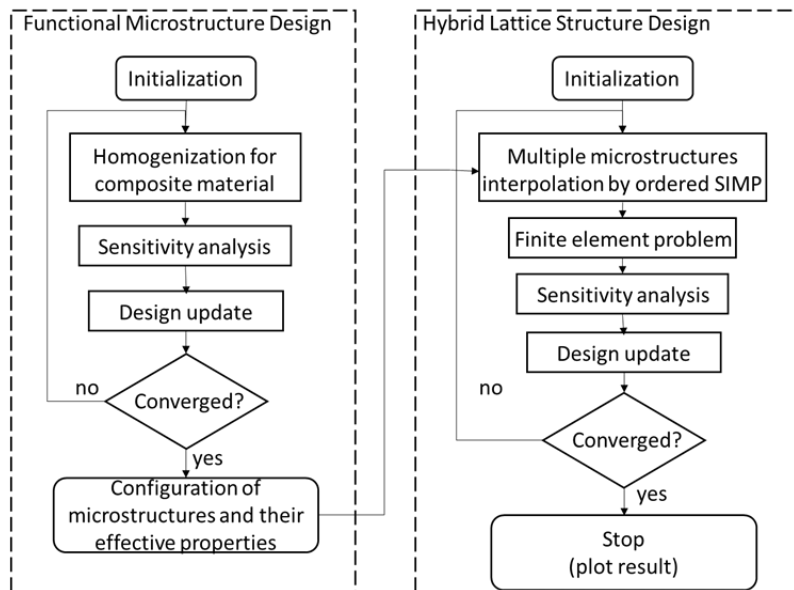 Functional Microstructure Design
Initialization
Homogenization for
composite material
Sensitivity analysis
Design update
no
Converged?
yes
Configuration of
microstructures and their
effective properties
Hybrid Lattice Structure Design
Initialization
Multiple microstructures
interpolation by ordered SIMP
Finite element problem
Sensitivity analysis
Design update
no
Converged?
yes
Stop
(plot result)